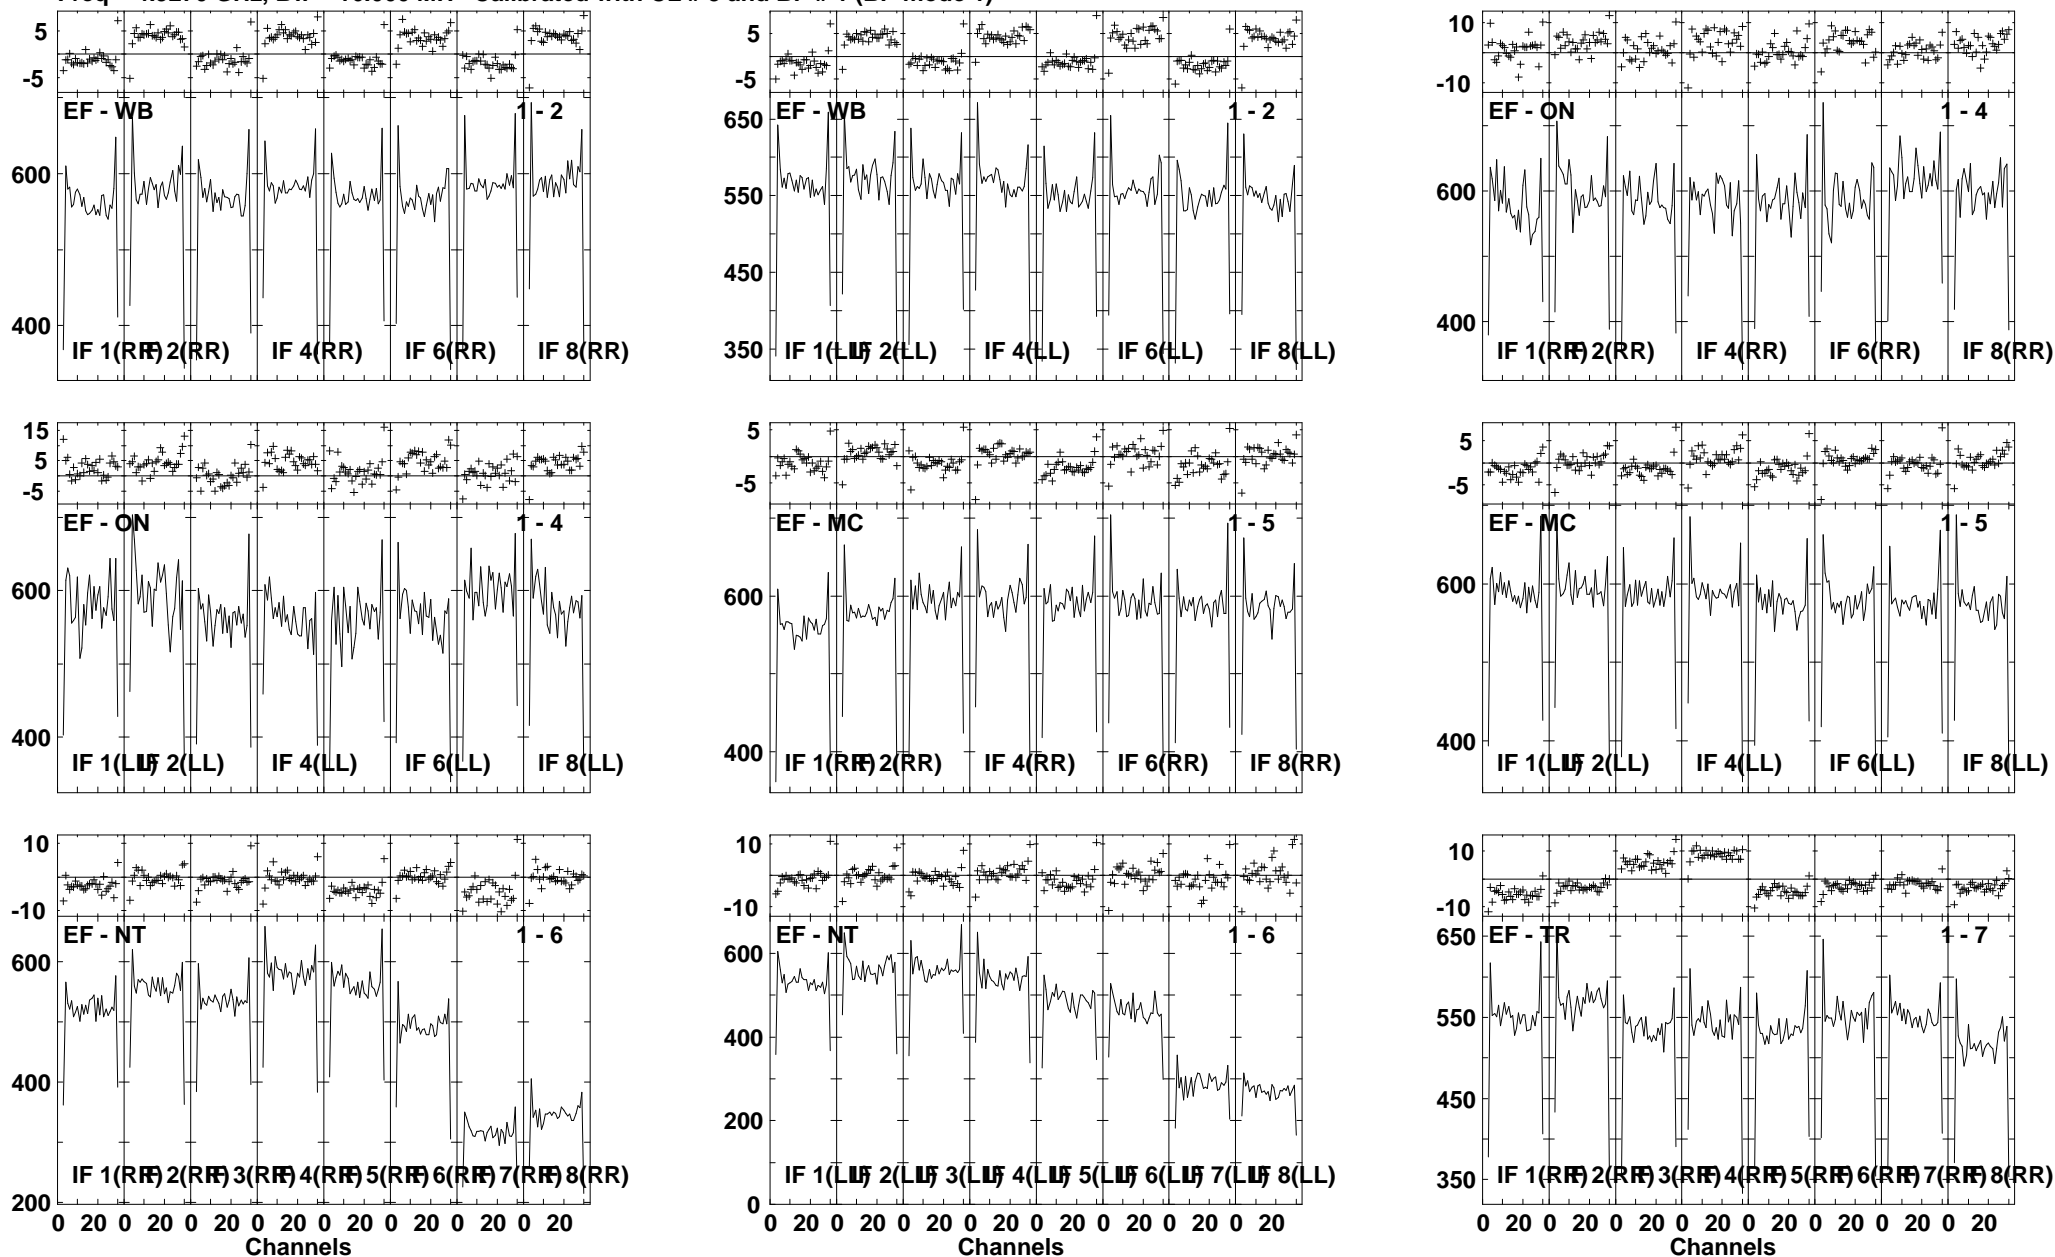 5 5 10
-5 -5 -10
EF - WB 1 - 2 EF - WB 1 - 2 EF - ON 1 - 4
650
600 550 600
450
400 350 400
IF 1(RR) IF 2(RR) IF 4(RR) IF 6(RR) IF 8(RR) IF 1(LL) IF 2(LL) IF 4(LL) IF 6(LL) IF 8(LL) IF 1(RR) IF 2(RR) IF 4(RR) IF 6(RR) IF 8(RR)
15 5 5
5 -5 -5
-5
EF - ON 1 - 4 EF - MC 1 - 5 EF - MC 1 - 5
600 600 600
400 400 400
IF 1(LL) IF 2(LL) IF 4(LL) IF 6(LL) IF 8(LL) IF 1(RR) IF 2(RR) IF 4(RR) IF 6(RR) IF 8(RR) IF 1(LL) IF 2(LL) IF 4(LL) IF 6(LL) IF 8(LL)
10 10 10
-10 -10 -10
EF - NT 1 - 6 EF - NT 1 - 6 EF - TR 1 - 7
600 600 650
400 400 550
200 200 450
0 350
IF 1(RR) IF 2(RR) IF 3(RR) IF 4(RR) IF 5(RR) IF 6(RR) IF 7(RR) IF 8(RR) IF 1(LL) IF 2(LL) IF 3(LL) IF 4(LL) IF 5(LL) IF 6(LL) IF 7(LL) IF 8(LL) IF 1(RR) IF 2(RR) IF 3(RR) IF 4(RR) IF 5(RR) IF 6(RR) IF 7(RR) IF 8(RR)
0 20 0 20 0 20 0 20 0 20 0 20 0 20 0 20 0 20 0 20 0 20 0 20 0 20 0 20 0 20 0 20 0 20 0 20 0 20 0 20 0 20 0 20 0 20 0 20
Channels Channels Channels